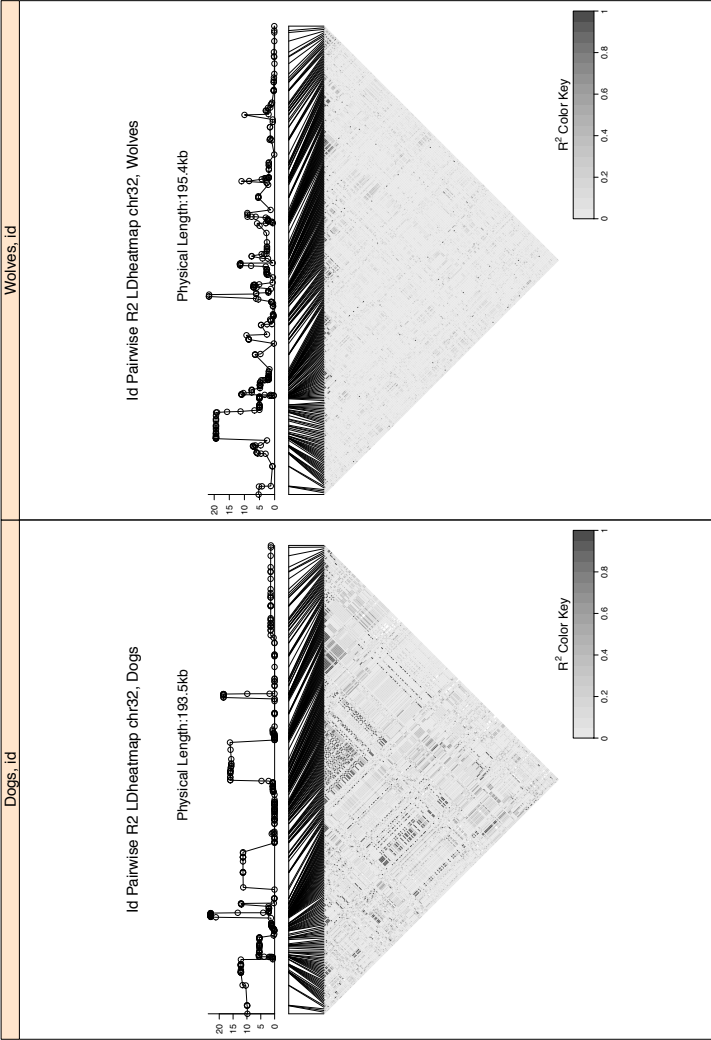 Dogs, id
Id Pairwise R2 LDheatmap chr32, Dogs
Physical Length:193.5kb
0 5 10 15 20
R2 Color Key
0 0.2 0.4 0.6 0.8 1
Wolves, id
Id Pairwise R2 LDheatmap chr32, Wolves
Physical Length:195.4kb
0 5 10 15 20
R2 Color Key
0 0.2 0.4 0.6 0.8 1